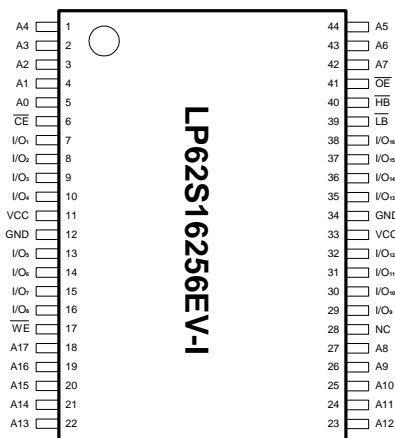 A4 1 44 A5
A3 2 43 A6
A2 3 42 A7
A1 4 41 OE
A0 5 40 HB
CE 6 39 LB
I/O₁ 7 38 I/O₁₆
I/O₂ 8 37 I/O₁₅
I/O₃ 9 36 I/O₁₄
I/O₄ 10 35 I/O₁₃
VCC 11 34 GND
GND 12 33 VCC
I/O₅ 13 32 I/O₁₂
I/O₆ 14 31 I/O₁₁
I/O₇ 15 30 I/O₁₀
I/O₈ 16 29 I/O₉
WE 17 28 NC
A17 18 27 A8
A16 19 26 A9
A15 20 25 A10
A14 21 24 A11
A13 22 23 A12
LP62S16256EV-I